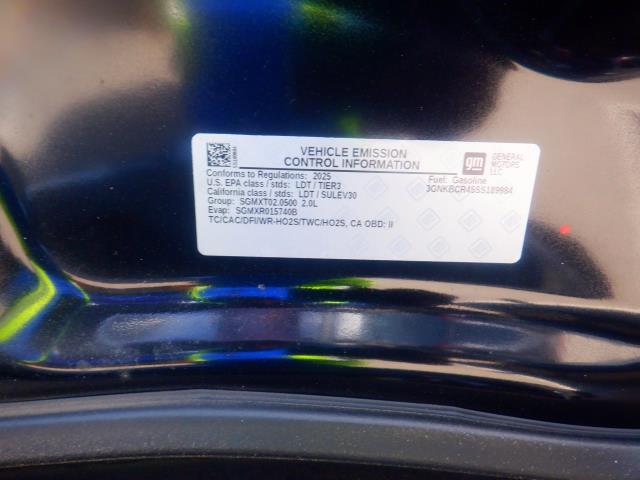 VEHICLE EMISSION
CONTROL INFORMATION
gm
GENERAL
MOTORS
LLC
Conforms to Regulations: 2025
U.S. EPA class / stds: LDT / TIER3
California class / stds: LDT / SULEV30
Group: SGMXT02.0500 2.0L
Evap: SGMXR015740B
TC/CAC/DFI/WR-HO2S/TWC/HO2S, CA OBD: II
Fuel: Gasoline
3GNKBCR45SS189984